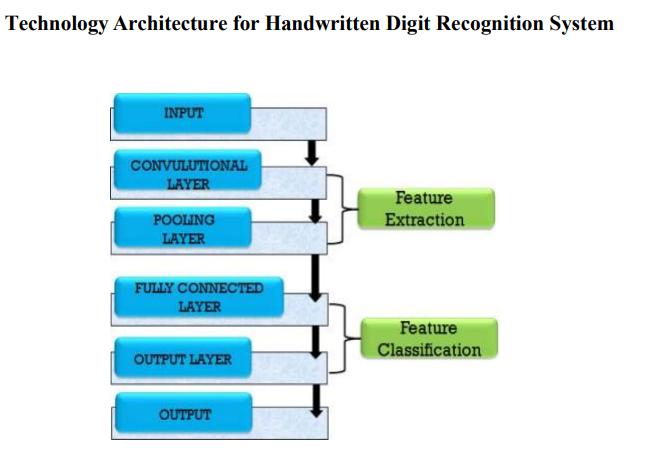 Technology Architecture for Handwritten Digit Recognition System
INPUT
CONVULUTIONAL
LAYER
Feature
Extraction
POOLING
LAYER
FULLY CONNECTED
LAYER
Feature
Classification
OUTPUT LAYER
OUTPUT